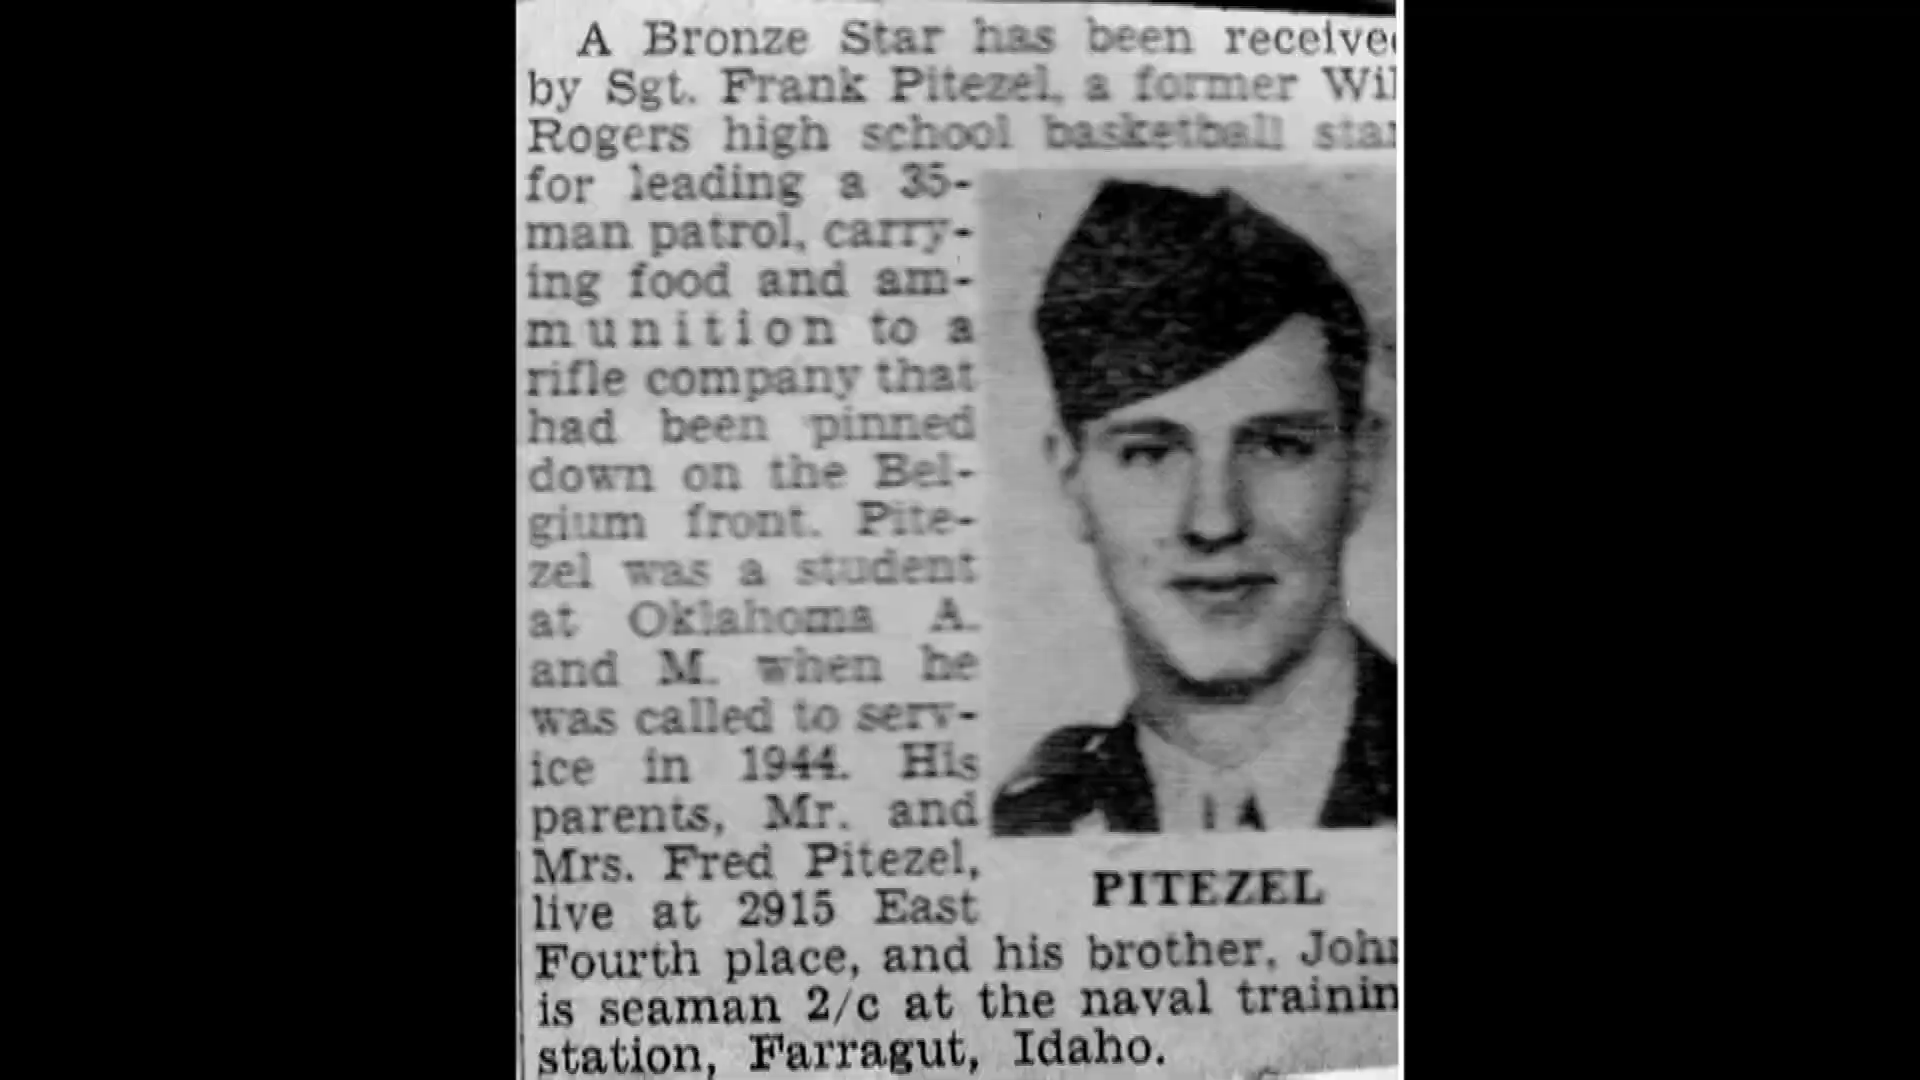 A Bronze Star has been receive
by Sgt. Frank Pitezel, a former Wil
Rogers high school basketball star
for leading a 35-
man patrol, carry-
ing food and am-
munition to a
rifle company that
had been pinned
down on the Bel-
gium front. Pite-
zel was a student
at Oklahoma A.
and M. when he
was called to serv-
ice in 1944. His
parents, Mr. and
Mrs. Fred Pitezel,
live at 2915 East
Fourth place, and his brother, John
is seaman 2/c at the naval trainin
station, Farragut, Idaho.
PITEZEL